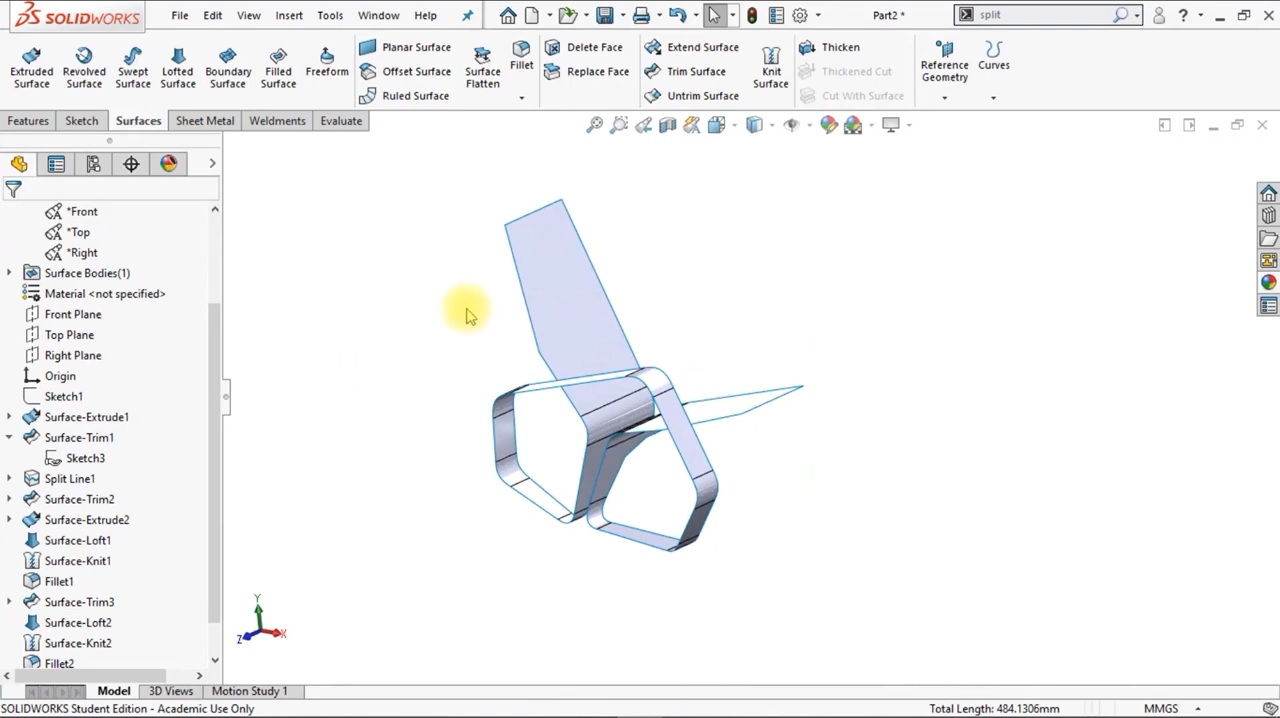 SOLIDWORKS File Edit View Insert Tools Window Help Part2 * split ?
Extruded Surface Revolved Surface Swept Surface Lofted Surface Boundary Surface Filled Surface Freeform
Planar Surface
Offset Surface
Ruled Surface
Surface Flatten Fillet
Delete Face
Replace Face
Extend Surface
Trim Surface
Untrim Surface
Knit Surface
Thicken
Thickened Cut
Cut With Surface
Reference Geometry Curves
Features Sketch Surfaces Sheet Metal Weldments Evaluate
*Front
*Top
*Right
Surface Bodies(1)
Material <not specified>
Front Plane
Top Plane
Right Plane
Origin
Sketch1
Surface-Extrude1
Surface-Trim1
Sketch3
Split Line1
Surface-Trim2
Surface-Extrude2
Surface-Loft1
Surface-Knit1
Fillet1
Surface-Trim3
Surface-Loft2
Surface-Knit2
Fillet2
Y
Z X
Model 3D Views Motion Study 1
SOLIDWORKS Student Edition - Academic Use Only Total Length: 484.1306mm MMGS